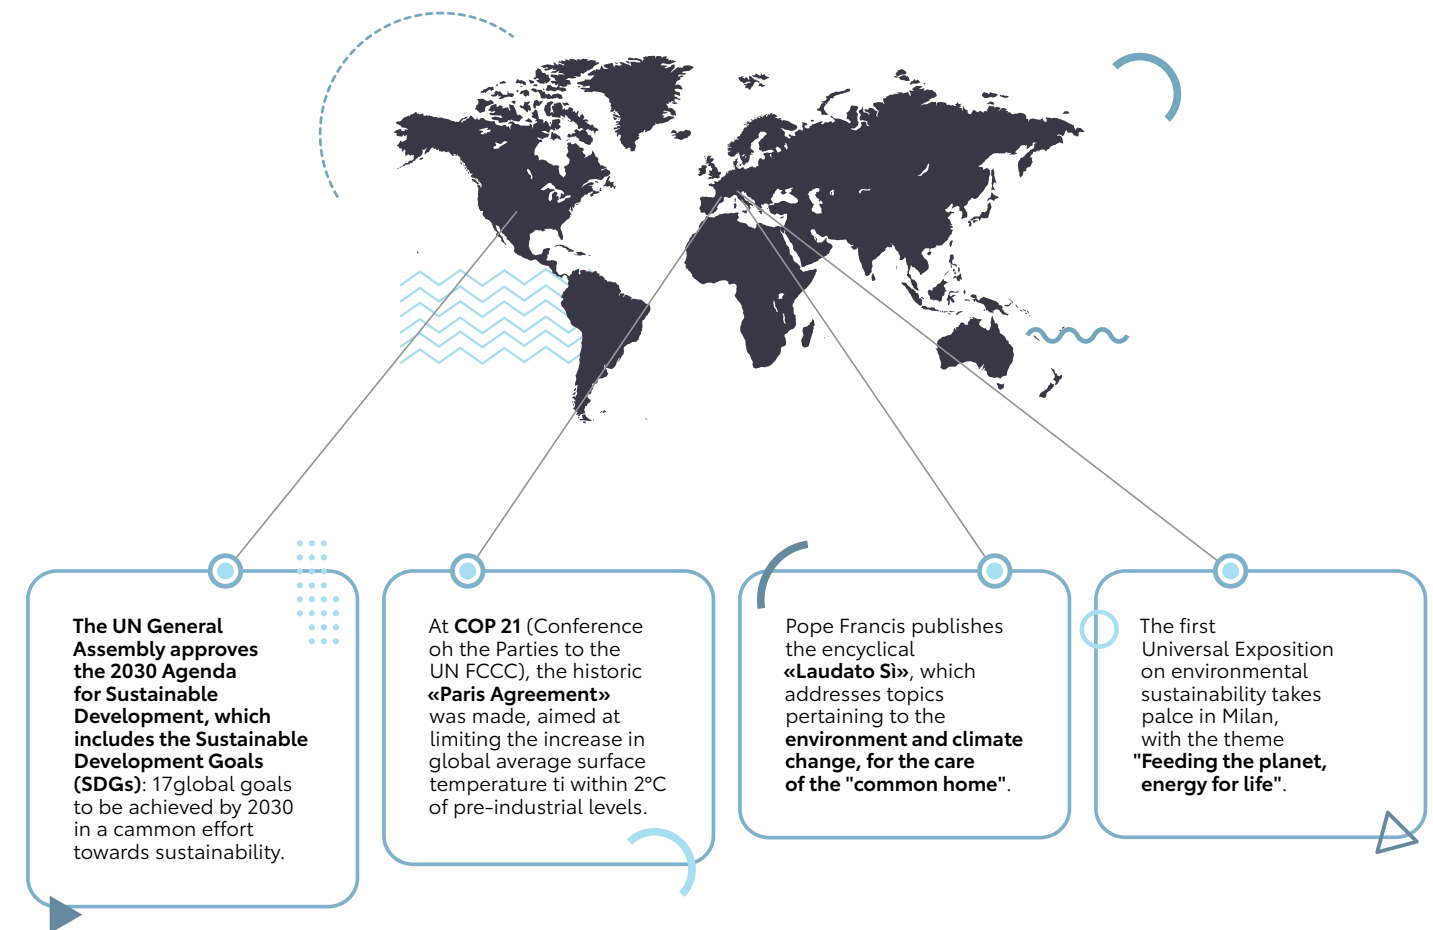 The UN General
Assembly approves
the 2030 Agenda
for Sustainable
Development, which
includes the Sustainable
Development Goals
(SDGs): 17global goals
to be achieved by 2030
in a cammon effort
towards sustainability.
At COP 21 (Conference
oh the Parties to the
UN FCCC), the historic
«Paris Agreement»
was made, aimed at
limiting the increase in
global average surface
temperature ti within 2°C
of pre-industrial levels.
Pope Francis publishes
the encyclical
«Laudato Sì», which
addresses topics
pertaining to the
environment and climate
change, for the care
of the "common home".
The first
Universal Exposition
on environmental
sustainability takes
palce in Milan,
with the theme
"Feeding the planet,
energy for life".